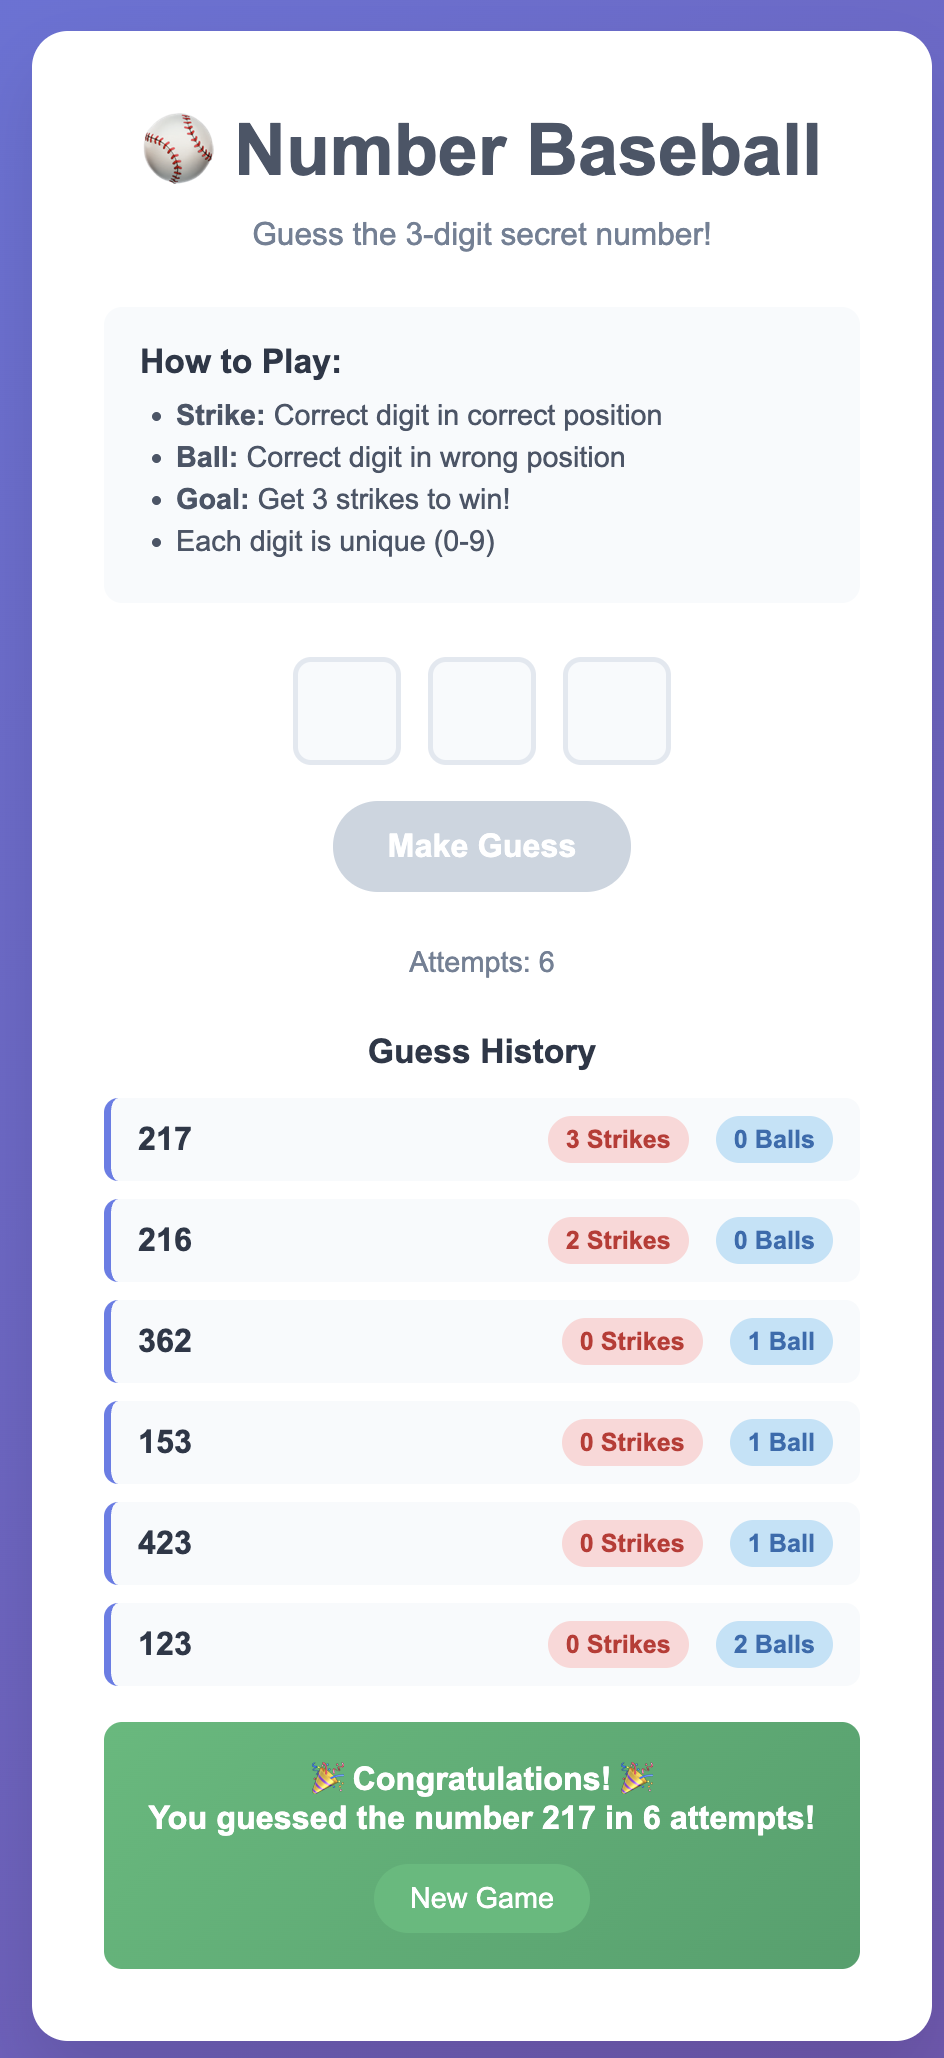 Number Baseball
Guess the 3-digit secret number!
How to Play:
• Strike: Correct digit in correct position
• Ball: Correct digit in wrong position
• Goal: Get 3 strikes to win!
• Each digit is unique (0-9)
Make Guess
Attempts: 6
Guess History
217 3 Strikes 0 Balls
216 2 Strikes 0 Balls
362 0 Strikes 1 Ball
153 0 Strikes 1 Ball
423 0 Strikes 1 Ball
123 0 Strikes 2 Balls
🎉 Congratulations! 🎉
You guessed the number 217 in 6 attempts!
New Game